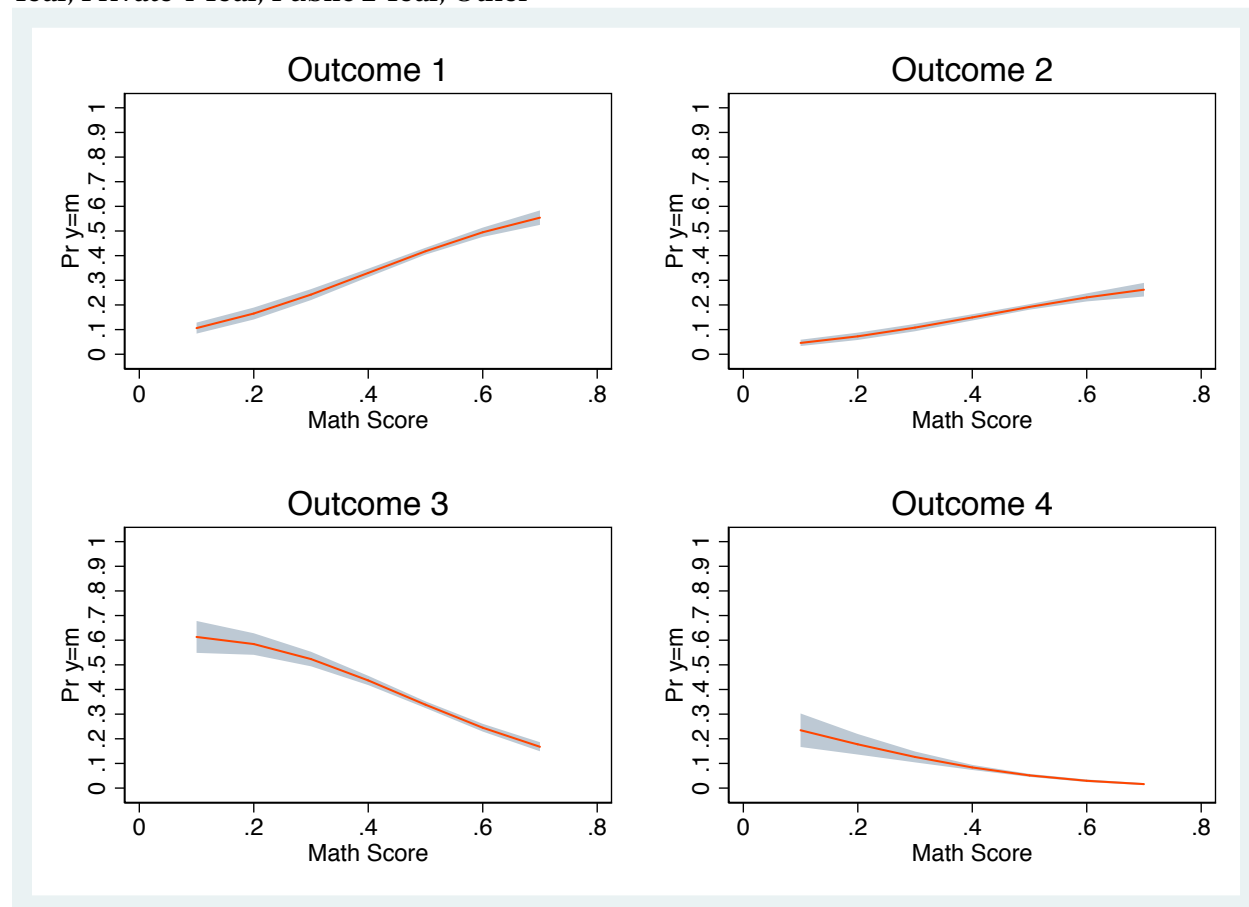 Outcome 1
Outcome 2
Pr y=m
0 .1 .2 .3 .4 .5 .6 .7 .8 .9 1
0 .2 .4 .6 .8
Math Score
Pr y=m
0 .1 .2 .3 .4 .5 .6 .7 .8 .9 1
0 .2 .4 .6 .8
Math Score
Outcome 3
Outcome 4
Pr y=m
0 .1 .2 .3 .4 .5 .6 .7 .8 .9 1
0 .2 .4 .6 .8
Math Score
Pr y=m
0 .1 .2 .3 .4 .5 .6 .7 .8 .9 1
0 .2 .4 .6 .8
Math Score